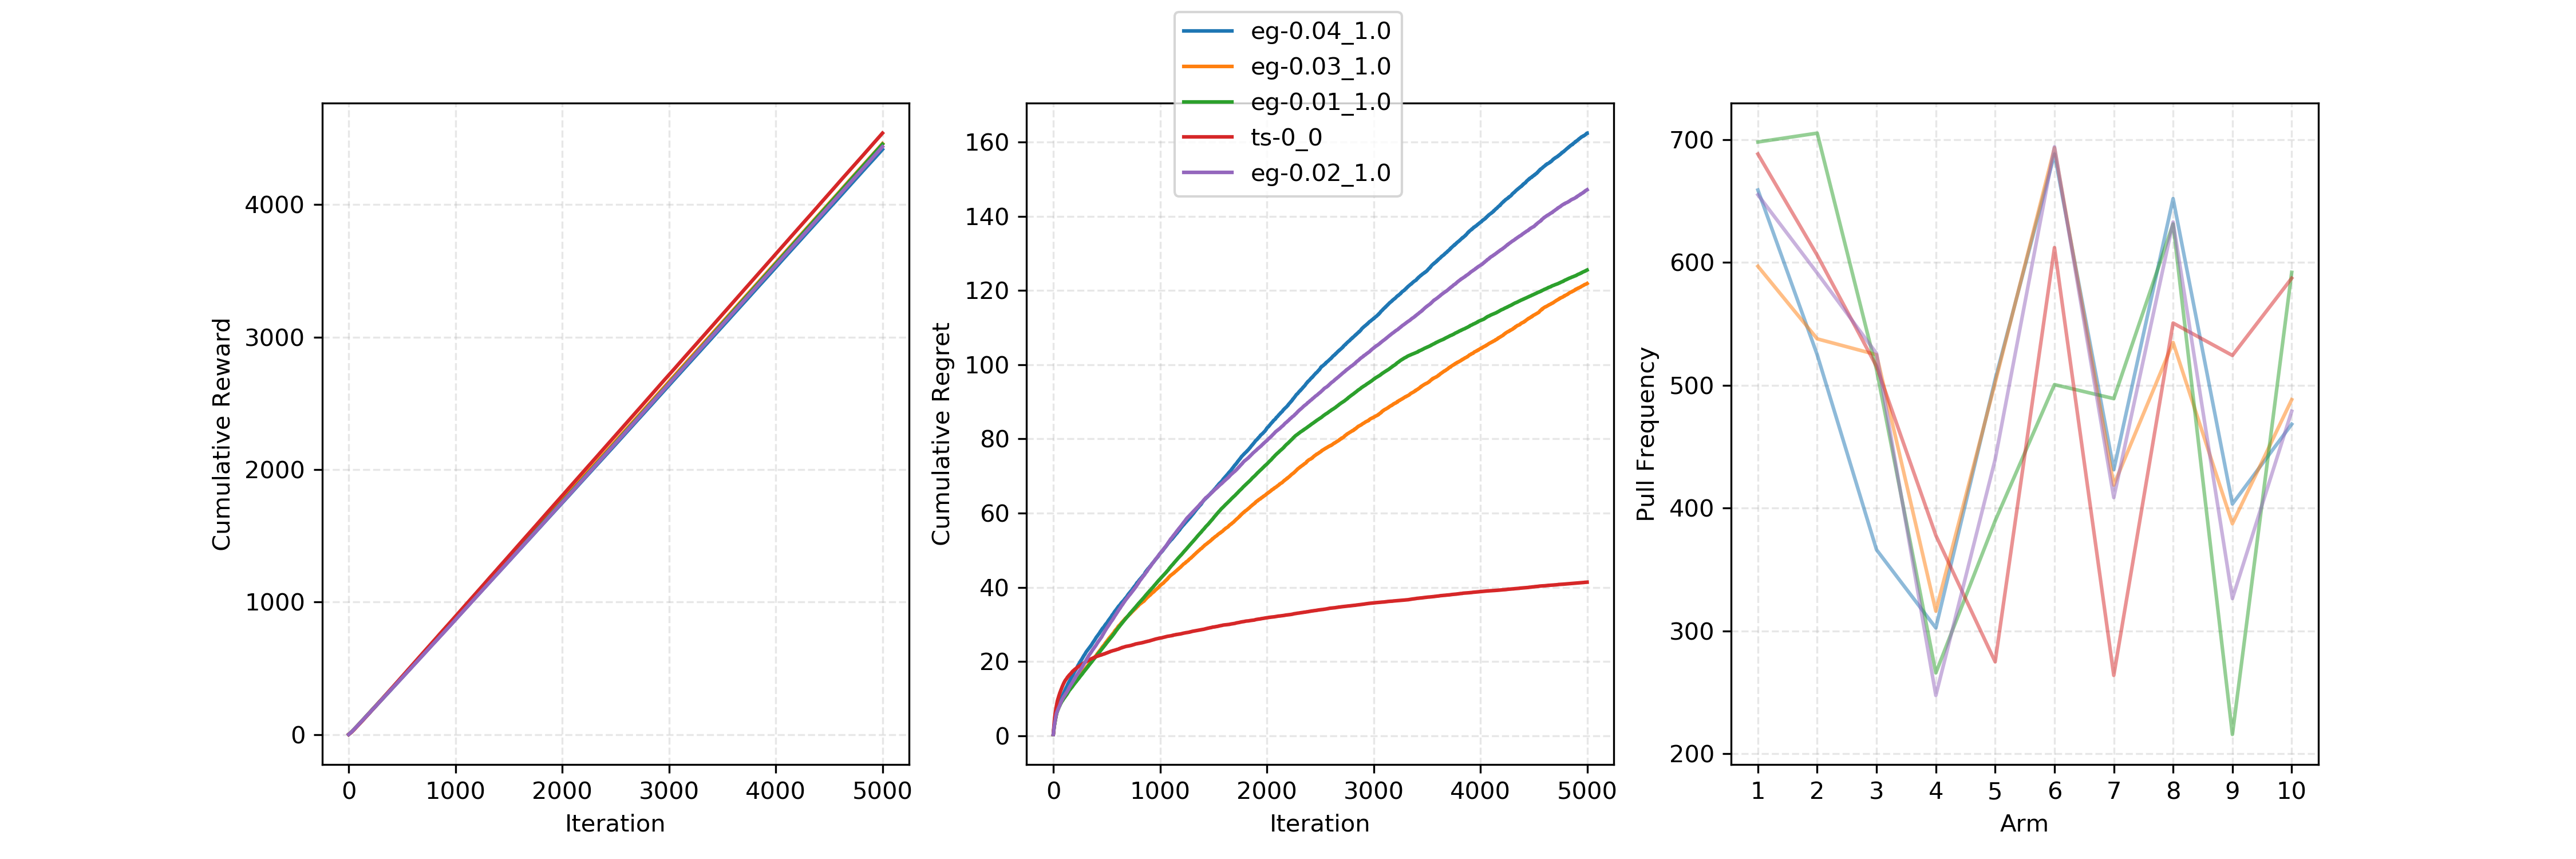 eg-0.04_1.0
eg-0.03_1.0
eg-0.01_1.0
ts-0_0
eg-0.02_1.0
Cumulative Reward
4000
3000
2000
1000
0
0 1000 2000 3000 4000 5000
Iteration
Cumulative Regret
160
140
120
100
80
60
40
20
0
0 1000 2000 3000 4000 5000
Iteration
Pull Frequency
700
600
500
400
300
200
1 2 3 4 5 6 7 8 9 10
Arm